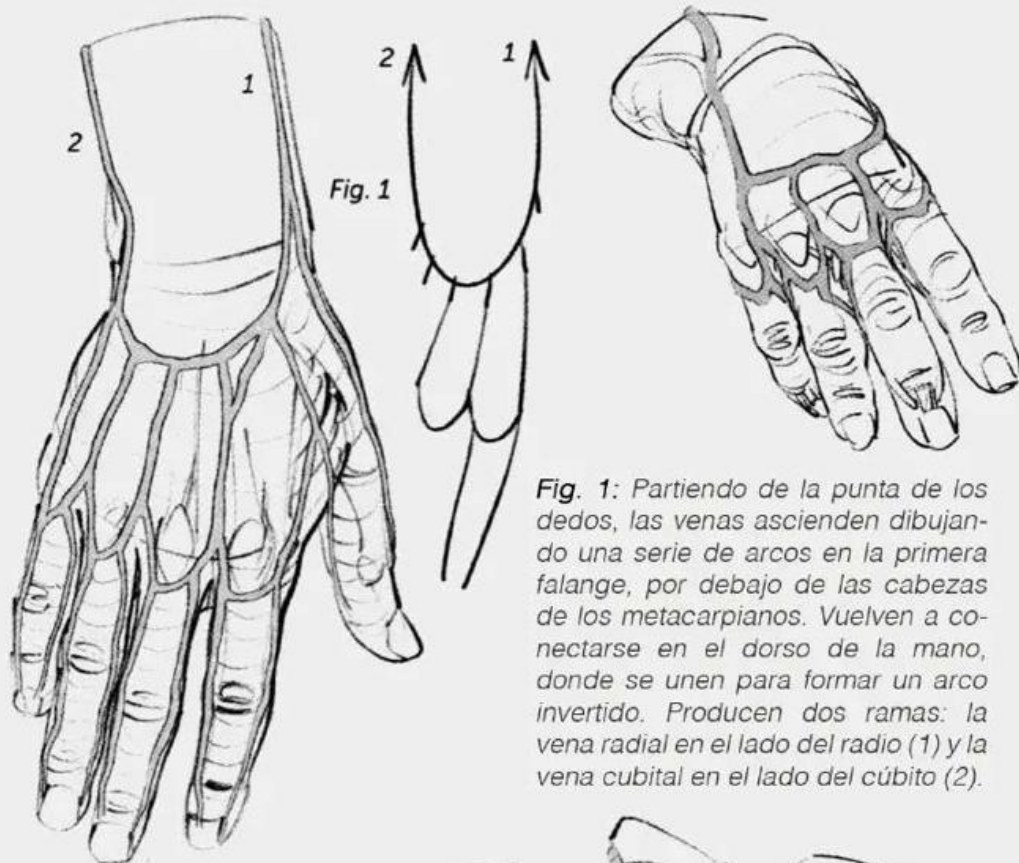 2
1
2
1
2
Fig. 1
Fig. 1: Partiendo de la punta de los
dedos, las venas ascienden dibujan-
do una serie de arcos en la primera
falange, por debajo de las cabezas
de los metacarpianos. Vuelven a co-
nectarse en el dorso de la mano,
donde se unen para formar un arco
invertido. Producen dos ramas: la
vena radial en el lado del radio (1) y la
vena cubital en el lado del cúbito (2).